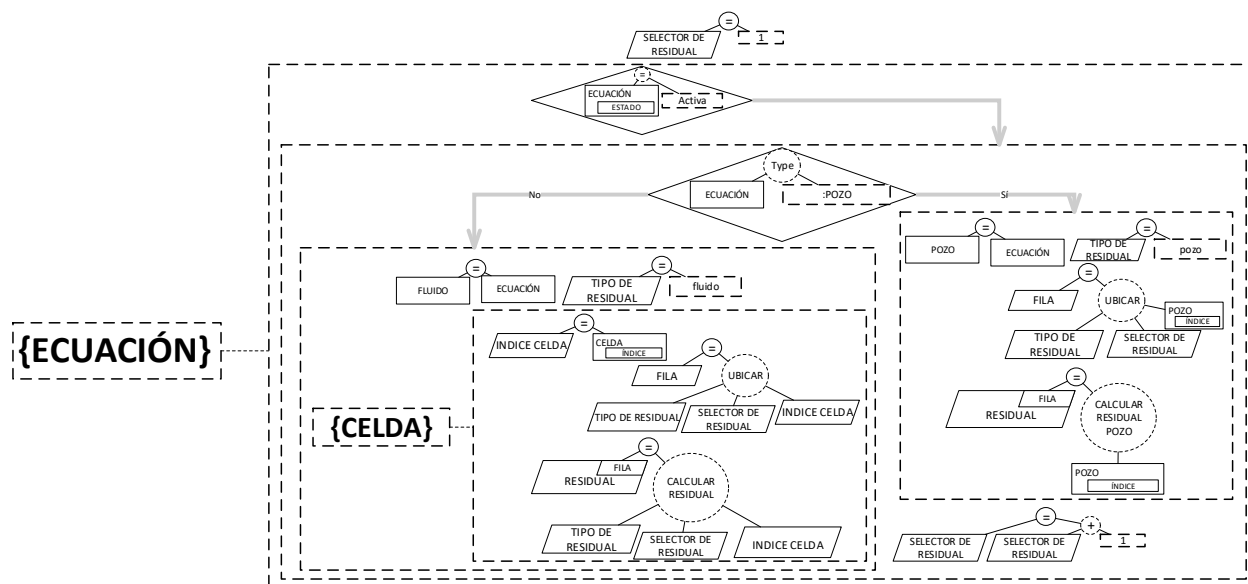 =
SELECTOR DE
RESIDUAL
1
=
ECUACIÓN
ESTADO
Activa
Type
ECUACIÓN
:POZO
No
Sí
=
FLUIDO
ECUACIÓN
=
TIPO DE
RESIDUAL
fluido
=
POZO
ECUACIÓN
=
TIPO DE
RESIDUAL
pozo
=
FILA
UBICAR
POZO
ÍNDICE
TIPO DE
RESIDUAL
SELECTOR DE
RESIDUAL
{ECUACIÓN}
=
INDICE CELDA
CELDA
ÍNDICE
=
FILA
UBICAR
TIPO DE RESIDUAL
SELECTOR DE
RESIDUAL
INDICE CELDA
{CELDA}
=
FILA
RESIDUAL
CALCULAR
RESIDUAL
TIPO DE
RESIDUAL
SELECTOR DE
RESIDUAL
INDICE CELDA
=
FILA
RESIDUAL
CALCULAR
RESIDUAL
POZO
POZO
ÍNDICE
=
+
SELECTOR DE
RESIDUAL
SELECTOR DE
RESIDUAL
1